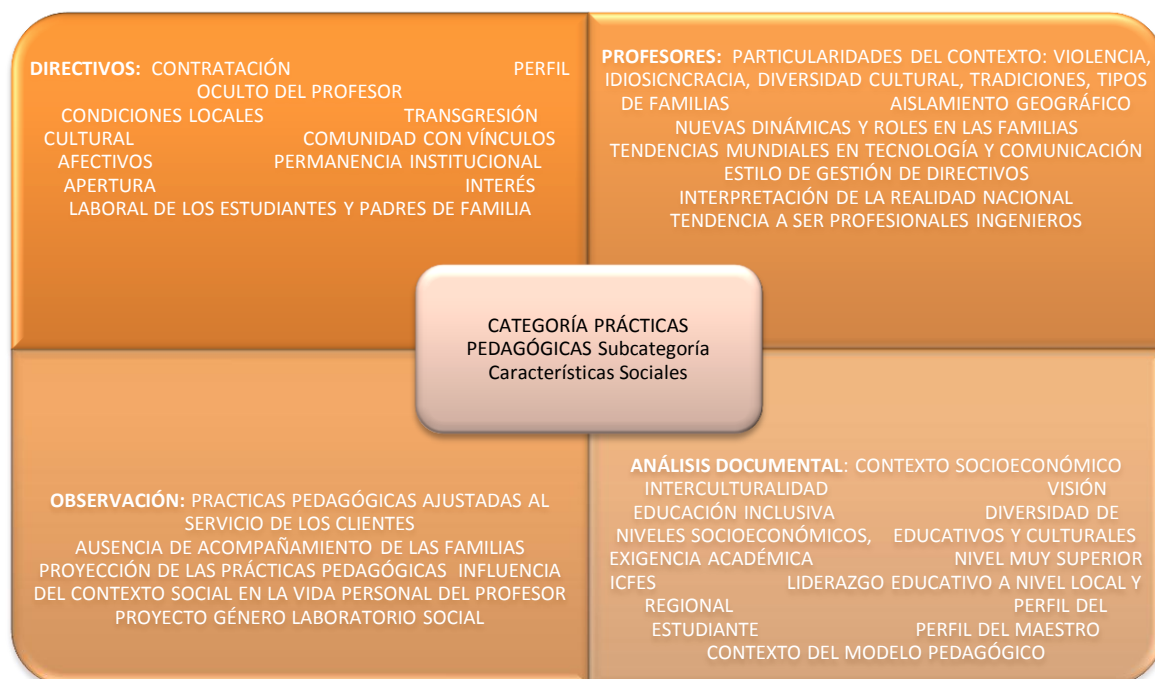 DIRECTIVOS: CONTRATACIÓN PERFIL
OCULTO DEL PROFESOR
CONDICIONES LOCALES TRANSGRESIÓN
CULTURAL COMUNIDAD CON VÍNCULOS
AFECTIVOS PERMANENCIA INSTITUCIONAL
APERTURA INTERÉS
LABORAL DE LOS ESTUDIANTES Y PADRES DE FAMILIA
PROFESORES: PARTICULARIDADES DEL CONTEXTO: VIOLENCIA,
IDIOSICNCRACIA, DIVERSIDAD CULTURAL, TRADICIONES, TIPOS
DE FAMILIAS AISLAMIENTO GEOGRÁFICO
NUEVAS DINÁMICAS Y ROLES EN LAS FAMILIAS
TENDENCIAS MUNDIALES EN TECNOLOGÍA Y COMUNICACIÓN
ESTILO DE GESTIÓN DE DIRECTIVOS
INTERPRETACIÓN DE LA REALIDAD NACIONAL
TENDENCIA A SER PROFESIONALES INGENIEROS
CATEGORÍA PRÁCTICAS
PEDAGÓGICAS Subcategoría
Características Sociales
OBSERVACIÓN: PRACTICAS PEDAGÓGICAS AJUSTADAS AL
SERVICIO DE LOS CLIENTES
AUSENCIA DE ACOMPAÑAMIENTO DE LAS FAMILIAS
PROYECCIÓN DE LAS PRÁCTICAS PEDAGÓGICAS INFLUENCIA
DEL CONTEXTO SOCIAL EN LA VIDA PERSONAL DEL PROFESOR
PROYECTO GÉNERO LABORATORIO SOCIAL
ANÁLISIS DOCUMENTAL: CONTEXTO SOCIOECONÓMICO
INTERCULTURALIDAD VISIÓN
EDUCACIÓN INCLUSIVA DIVERSIDAD DE
NIVELES SOCIOECONÓMICOS, EDUCATIVOS Y CULTURALES
EXIGENCIA ACADÉMICA NIVEL MUY SUPERIOR
ICFES LIDERAZGO EDUCATIVO A NIVEL LOCAL Y
REGIONAL PERFIL DEL
ESTUDIANTE PERFIL DEL MAESTRO
CONTEXTO DEL MODELO PEDAGÓGICO